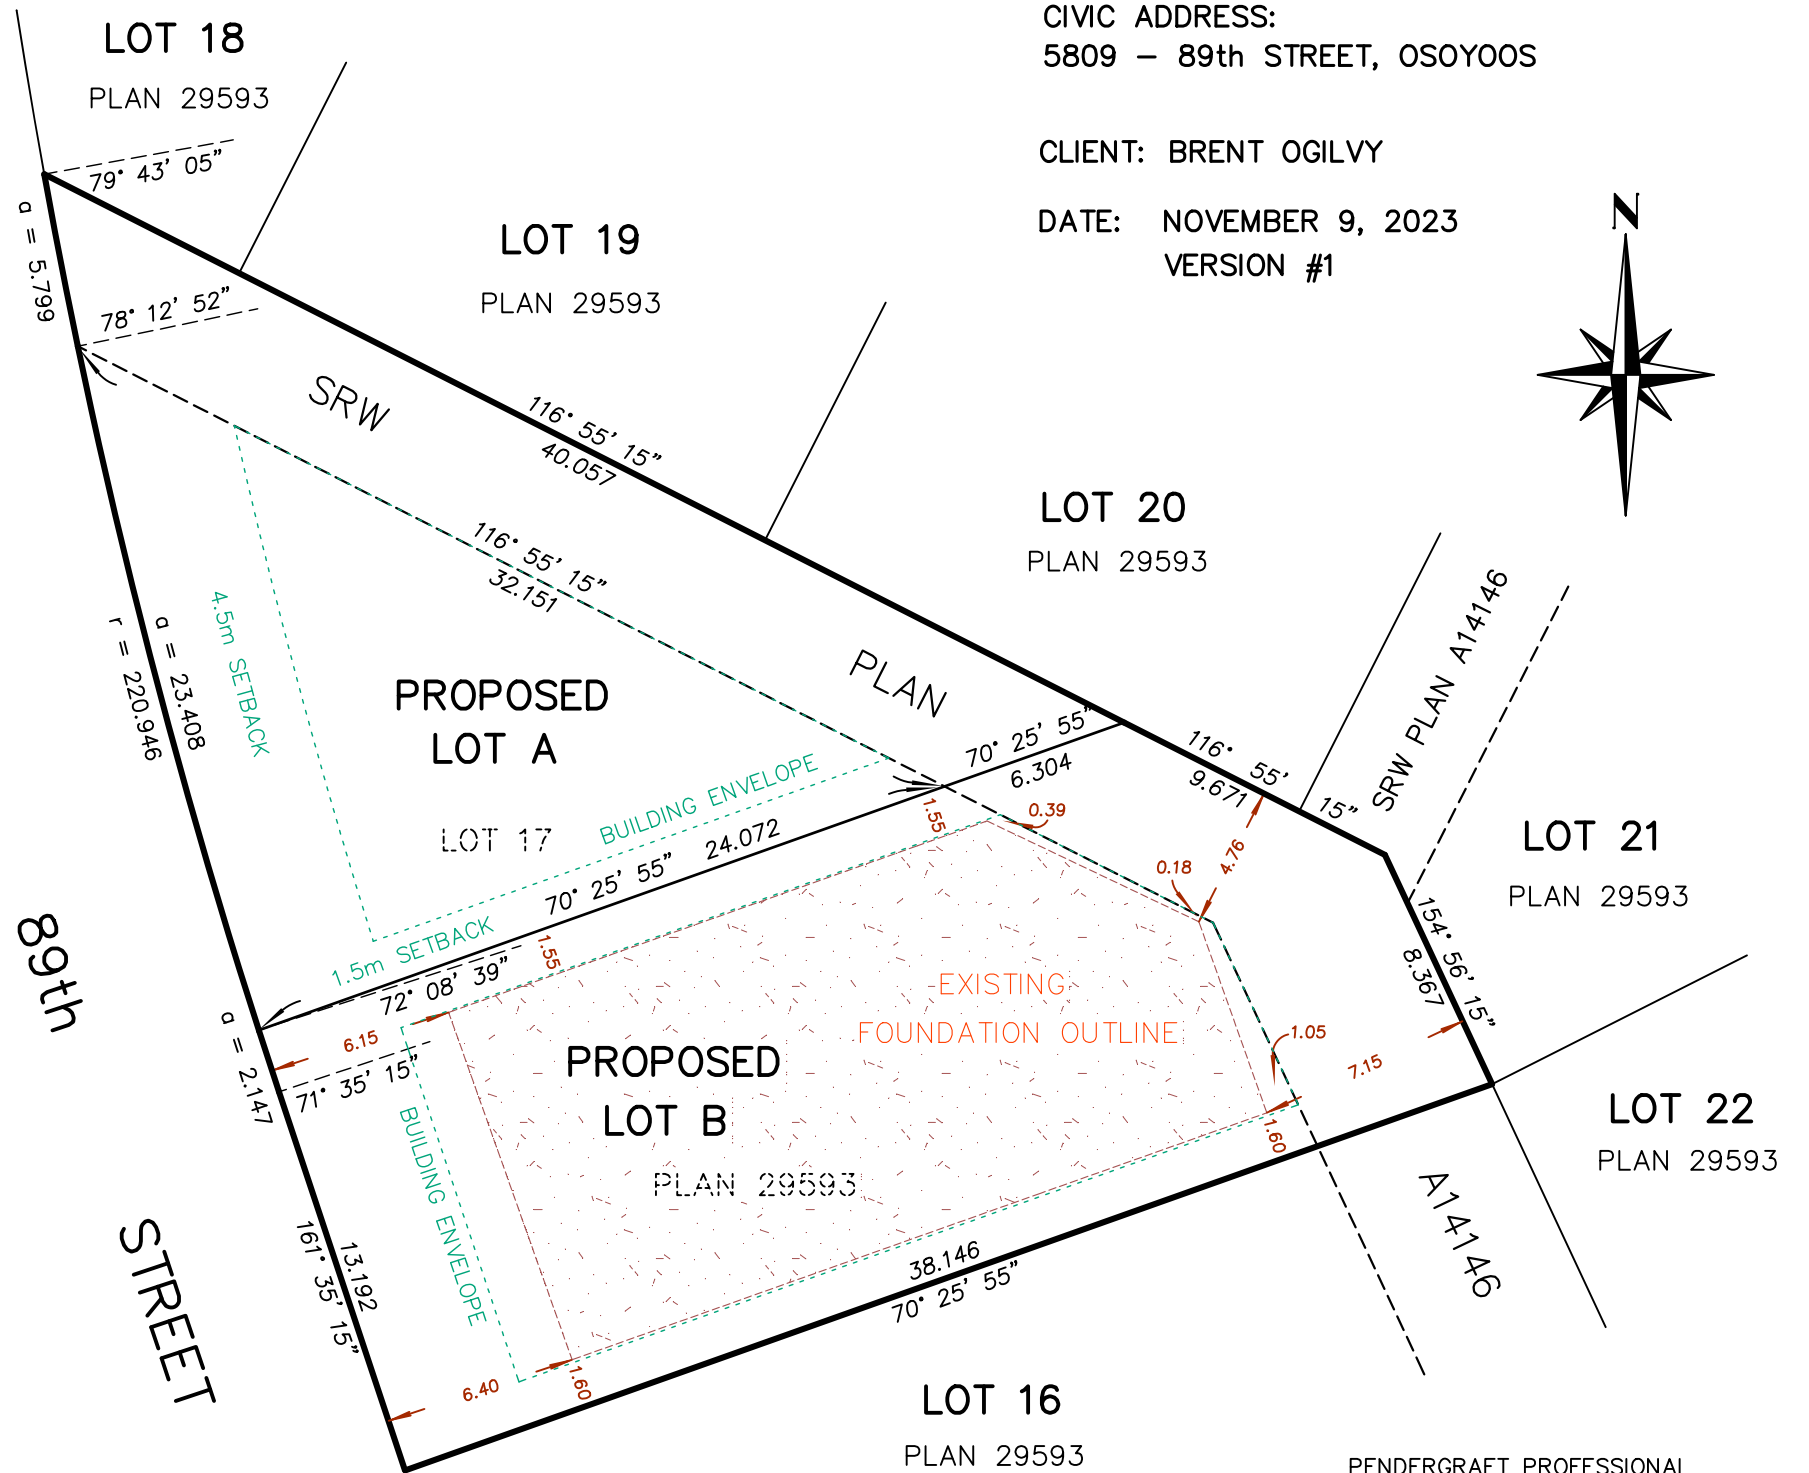 CIVIC ADDRESS:
5809 – 89th STREET, OSOYOOS
CLIENT: BRENT OGILVY
DATE: NOVEMBER 9, 2023
VERSION #1
N
LOT 18
PLAN 29593
79° 43' 05"
a = 5.799
78° 12' 52"
LOT 19
PLAN 29593
SRW
116° 55' 15"
40.057
116° 55' 15"
32.151
LOT 20
PLAN 29593
SRW PLAN A14146
4.5m SETBACK
a = 23.408
r = 220.946
PROPOSED
LOT A
PLAN
70° 25' 55"
6.304
116° 55' 15"
9.671
LOT 17
BUILDING ENVELOPE
70° 25' 55" 24.072
1.55
0.39
0.18
4.76
LOT 21
PLAN 29593
154° 56' 15"
8.367
89th
STREET
1.5m SETBACK
1.55
72° 08' 39"
a = 2.147
6.15
71° 35' 15"
EXISTING
FOUNDATION OUTLINE
1.05
7.15
PROPOSED
LOT B
PLAN 29593
BUILDING ENVELOPE
1.60
LOT 22
PLAN 29593
A14146
13.192
161° 35' 15"
38.146
70° 25' 55"
6.40
1.60
LOT 16
PLAN 29593
PENDERGRAFT PROFESSIONAL